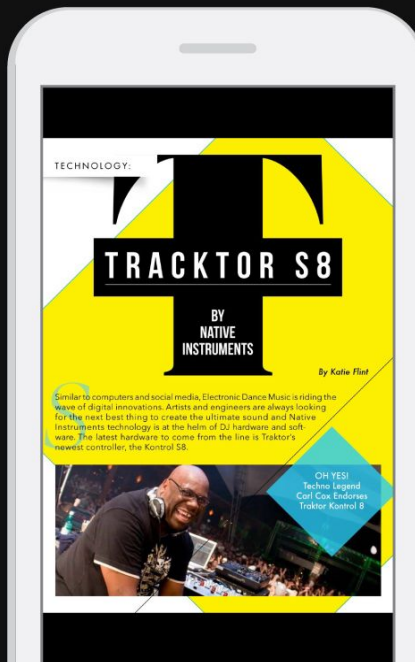 TECHNOLOGY:
T
TRACKTOR S8
BY
NATIVE
INSTRUMENTS
By Katie Flint
S
Similar to computers and social media, Electronic Dance Music is riding the
wave of digital innovations. Artists and engineers are always looking
for the next best thing to create the ultimate sound and Native
Instruments technology is at the helm of DJ hardware and soft-
ware. The latest hardware to come from the line is Traktor's
newest controller, the Kontrol S8.
OH YES!
Techno Legend
Carl Cox Endorses
Traktor Kontrol 8